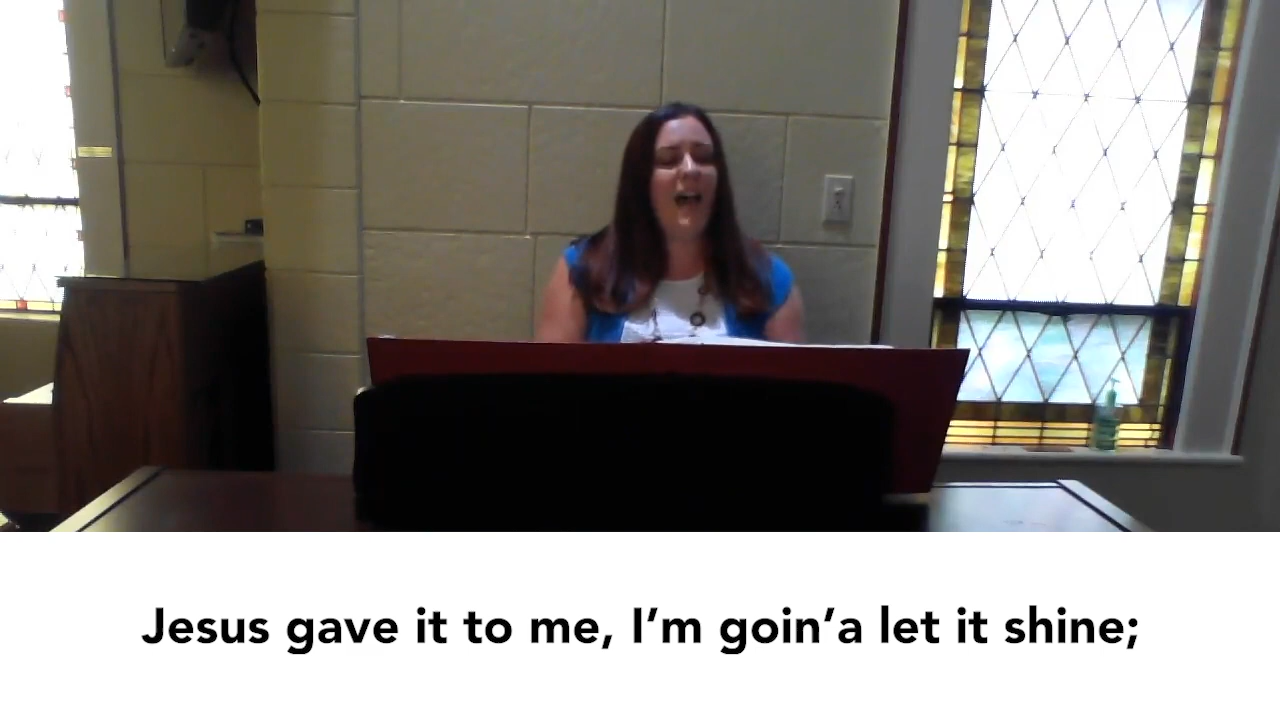 Jesus gave it to me, I’m goin’a let it shine;